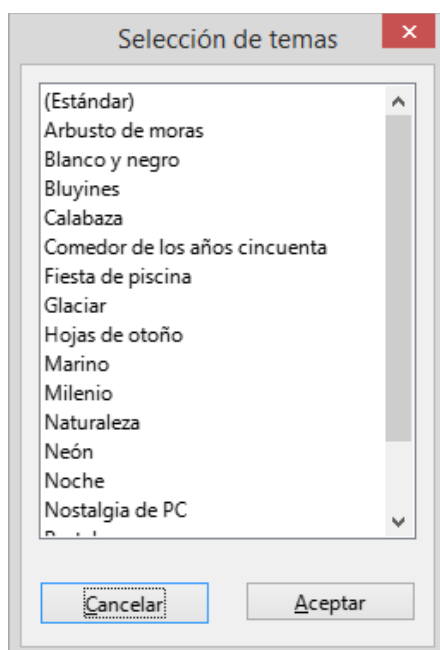 Selección de temas
(Estándar)
Arbusto de moras
Blanco y negro
Bluyines
Calabaza
Comedor de los años cincuenta
Fiesta de piscina
Glaciar
Hojas de otoño
Marino
Milenio
Naturaleza
Neón
Noche
Nostalgia de PC
Cancelar
Aceptar